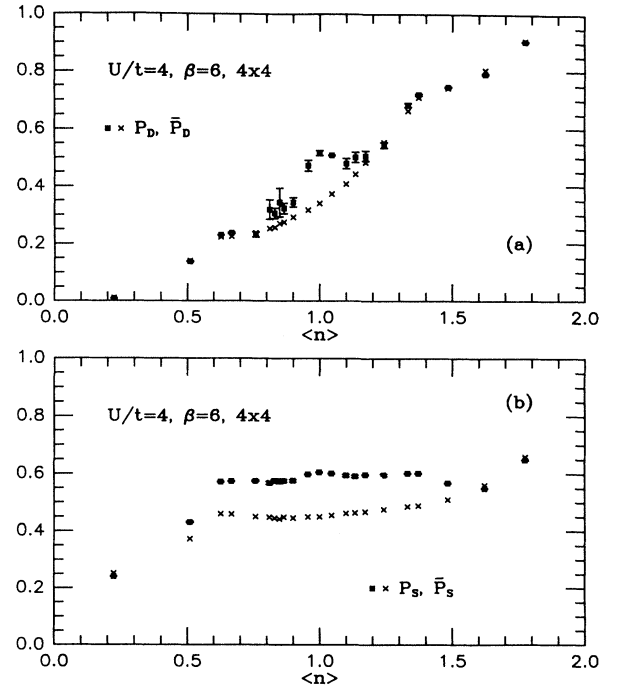 1.0
U/t=4, β=6, 4x4
0.8
■ × P_D, P̄_D
0.6
0.4
0.2
(a)
0.0
0.0 0.5 1.0 1.5 2.0
<n>
1.0
(b)
U/t=4, β=6, 4x4
0.8
0.6
0.4
■ × P_S, P̄_S
0.2
0.0
0.0 0.5 1.0 1.5 2.0
<n>